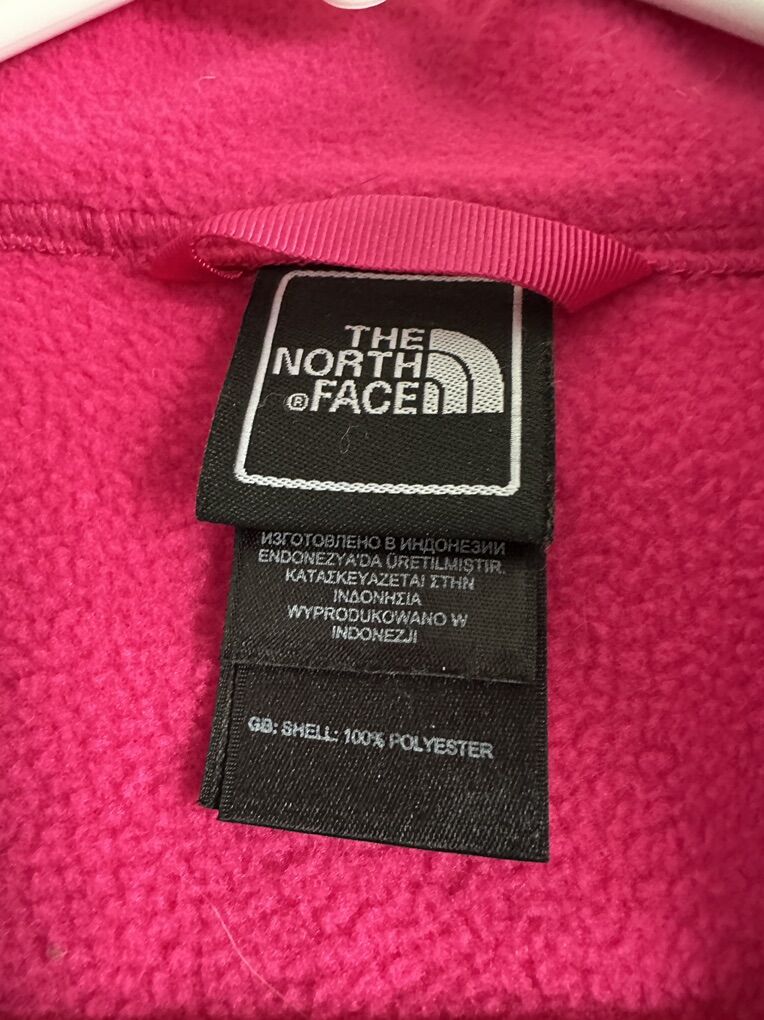 THE
NORTH
®FACE
ИЗГОТОВЛЕНО В ИНДОНЕЗИИ
ENDONEZYA'DA ÜRETILMIŞTIR.
ΚΑΤΑΣΚΕΥΑΖΕΤΑΙ ΣΤΗΝ
ΙΝΔΟΝΗΣΙΑ
WYPRODUKOWANO W
INDONEZJI
GB: SHELL: 100% POLYESTER